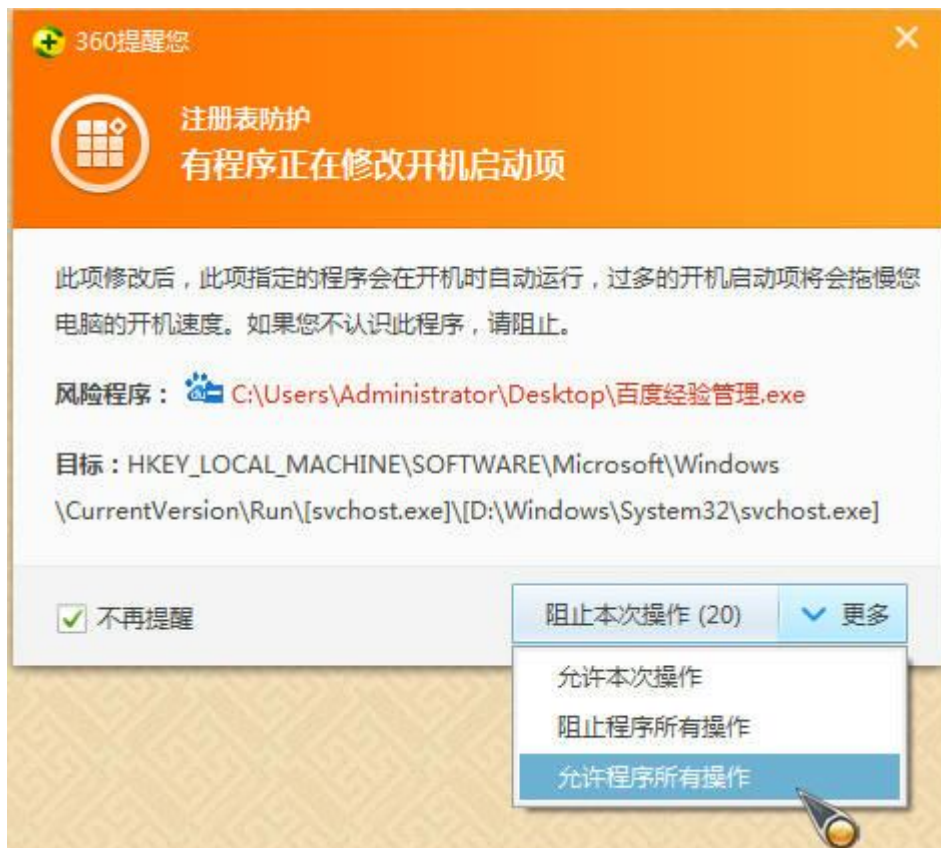 360提醒您
注册表防护
有程序正在修改开机启动项
此项修改后，此项指定的程序会在开机时自动运行，过多的开机启动项将会拖慢您
电脑的开机速度。如果您不认识此程序，请阻止。
风险程序： C:\Users\Administrator\Desktop\百度经验管理.exe
目标：HKEY_LOCAL_MACHINE\SOFTWARE\Microsoft\Windows
\CurrentVersion\Run\[svchost.exe]\[D:\Windows\System32\svchost.exe]
不再提醒
阻止本次操作 (20) 更多
允许本次操作
阻止程序所有操作
允许程序所有操作